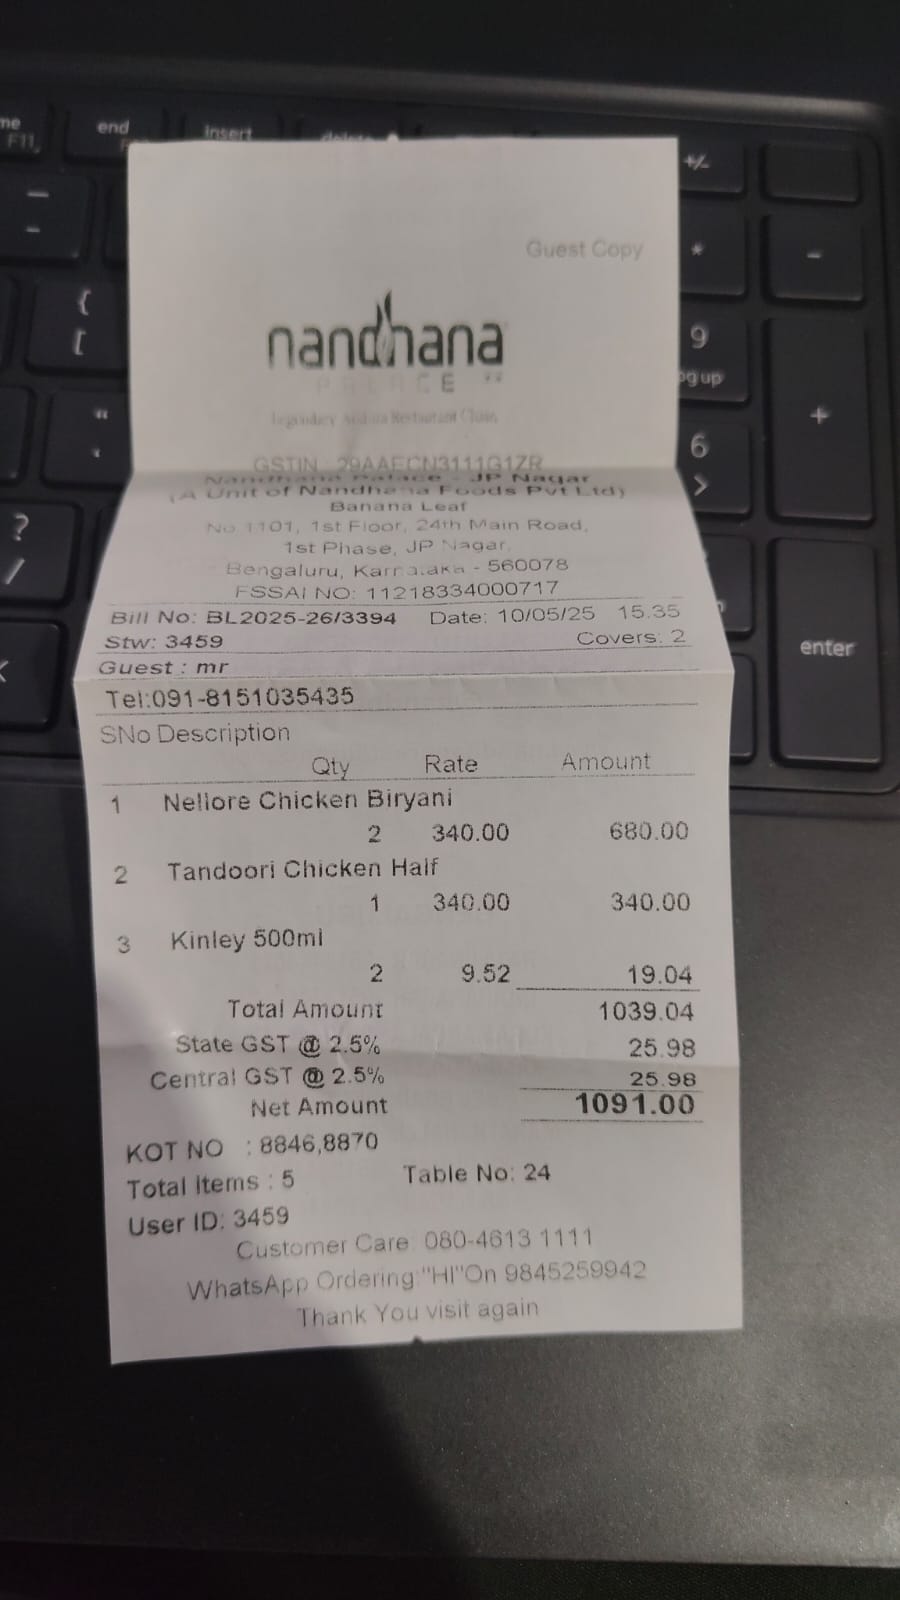 Guest Copy
nandhana
PALACE
Legendary Andhra Restaurant Chain
GSTIN 29AAECN3111G1ZR
Nandhana Palace - JP Nagar
(A Unit of Nandhana Foods Pvt Ltd)
Banana Leaf
No 1101, 1st Floor, 24th Main Road,
1st Phase, JP Nagar,
Bengaluru, Karnataka - 560078
FSSAI NO: 11218334000717
Bill No: BL2025-26/3394 Date: 10/05/25 15.35
Stw: 3459 Covers: 2
Guest : mr
Tel:091-8151035435
SNo Description
Qty Rate Amount
1 Nellore Chicken Biryani
2 340.00 680.00
2 Tandoori Chicken Half
1 340.00 340.00
3 Kinley 500ml
2 9.52 19.04
Total Amount 1039.04
State GST @ 2.5% 25.98
Central GST @ 2.5% 25.98
Net Amount 1091.00
KOT NO : 8846,8870
Total Items : 5 Table No: 24
User ID: 3459
Customer Care 080-4613 1111
WhatsApp Ordering:"HI"On 9845259942
Thank You visit again
end
insert
+/-
*
-
{
[
9
pg up
+
"
'
6
>
?
/
enter